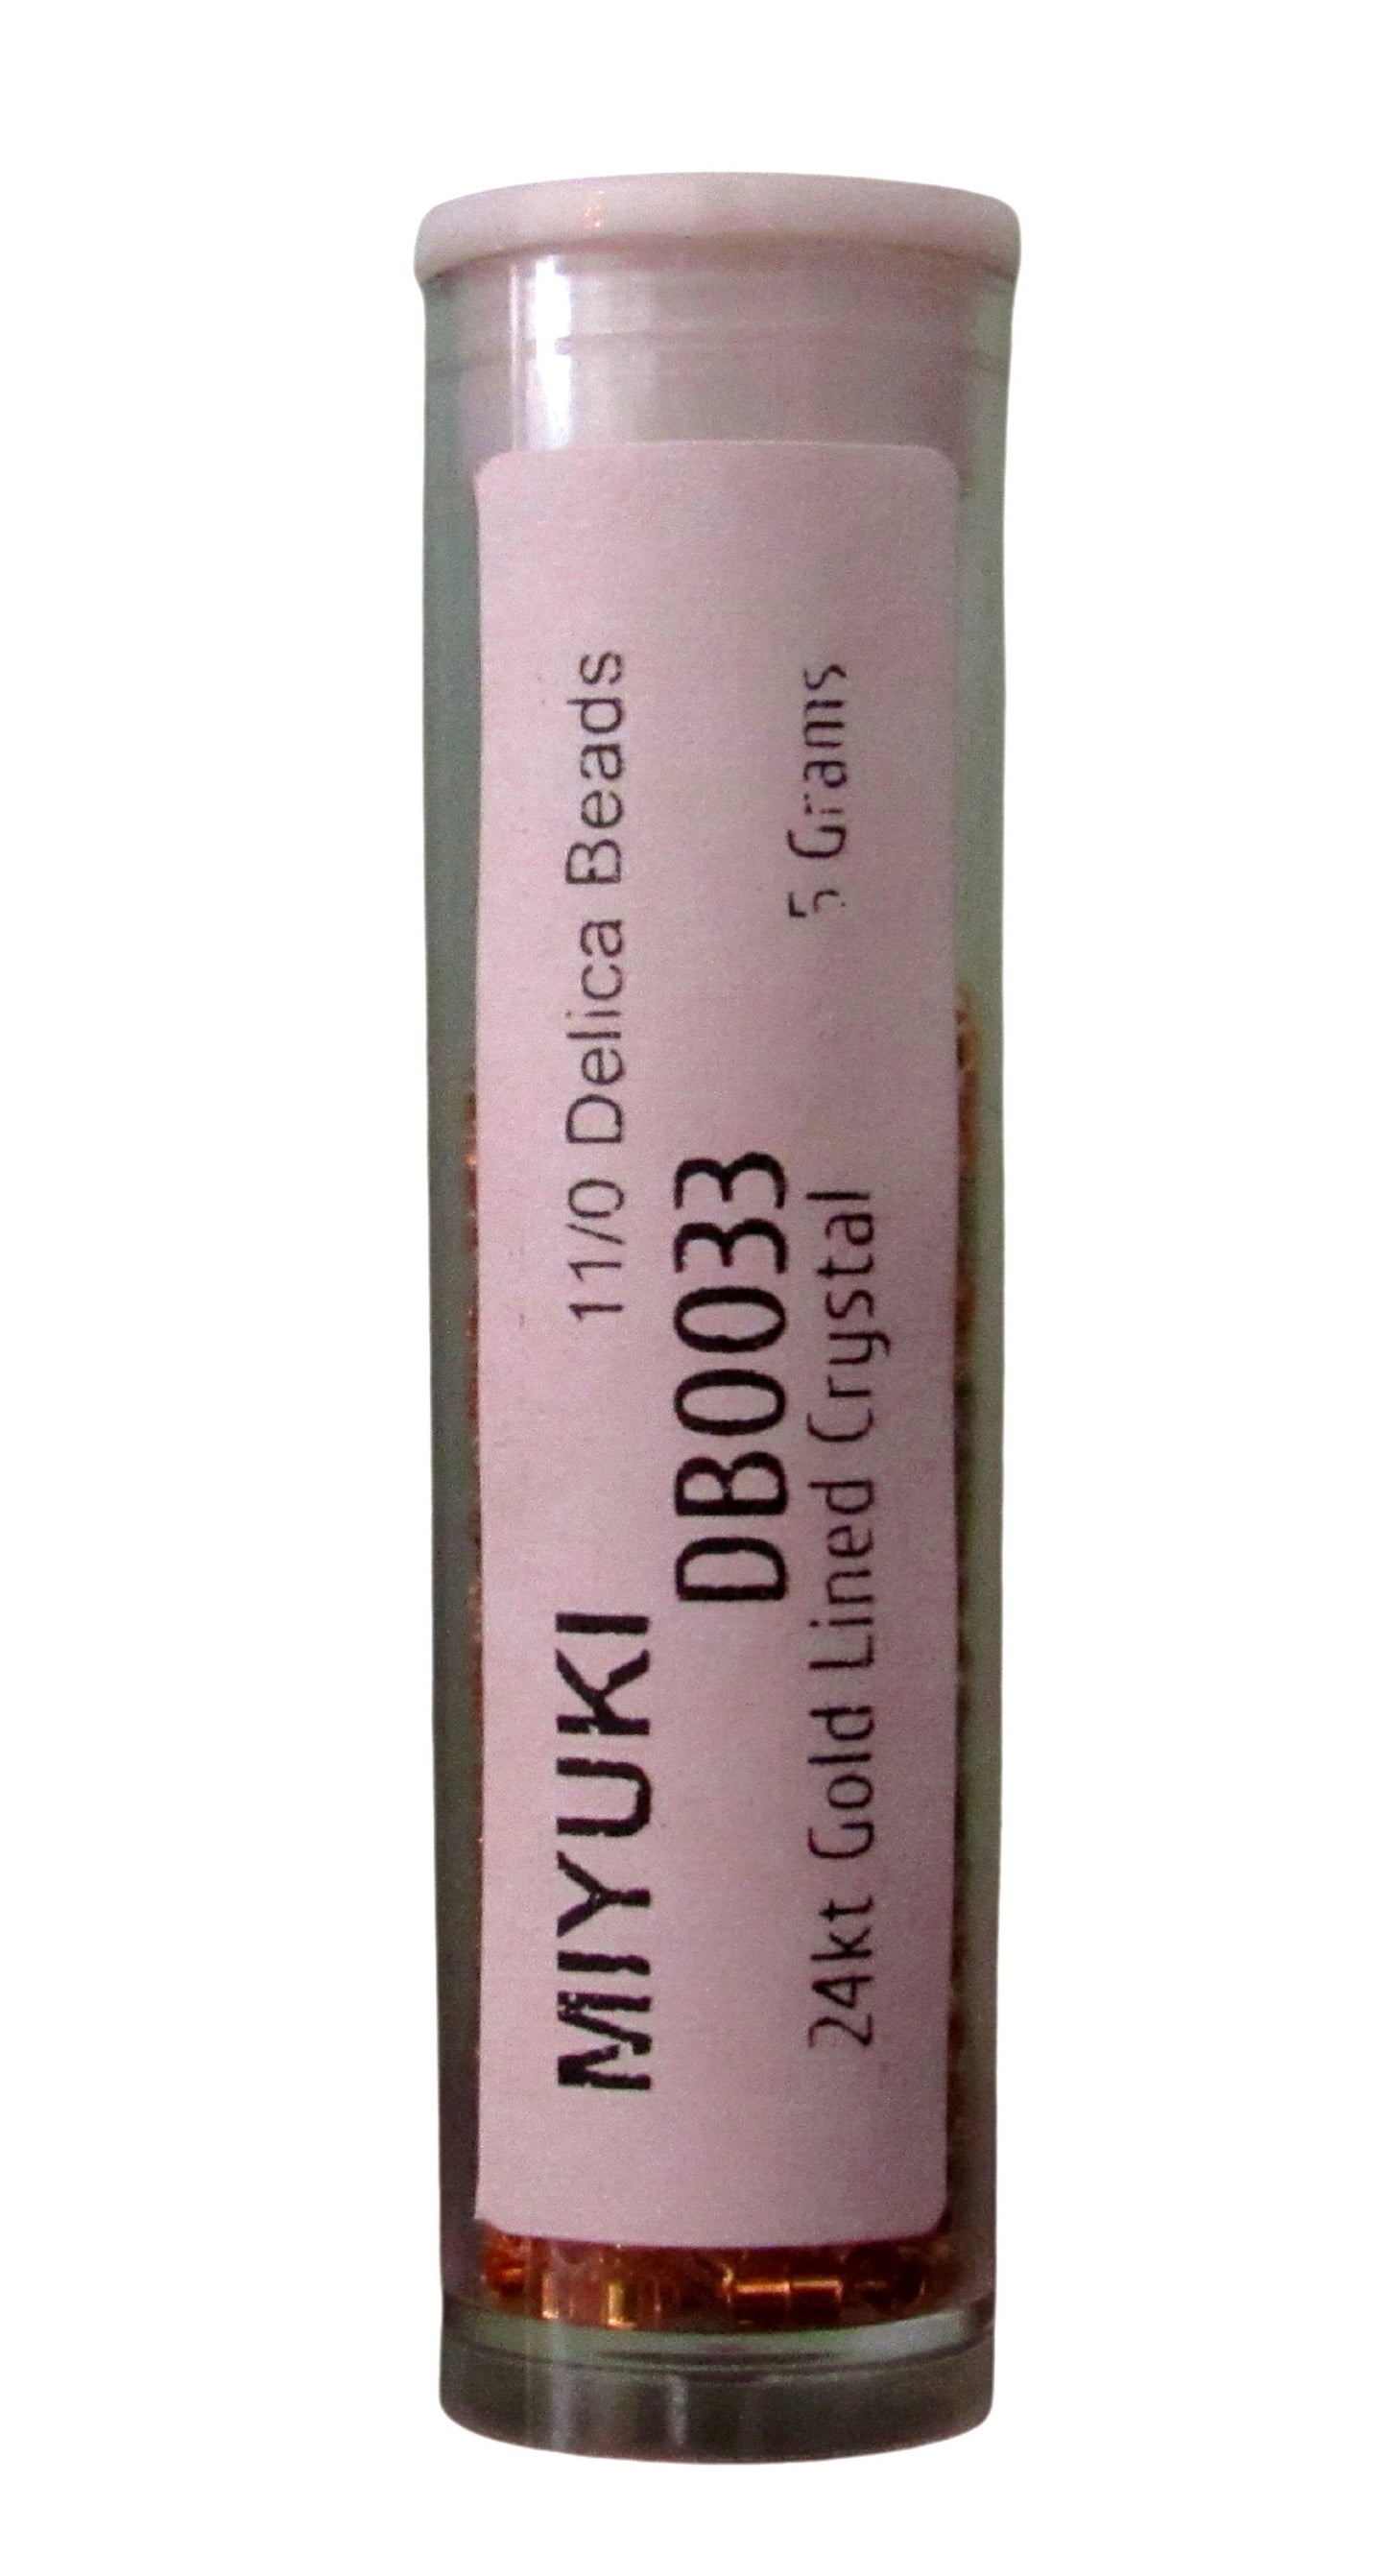 MIYUKI 11/0 Delica Beads
DB0033
24kt Gold Lined Crystal 5 Grams